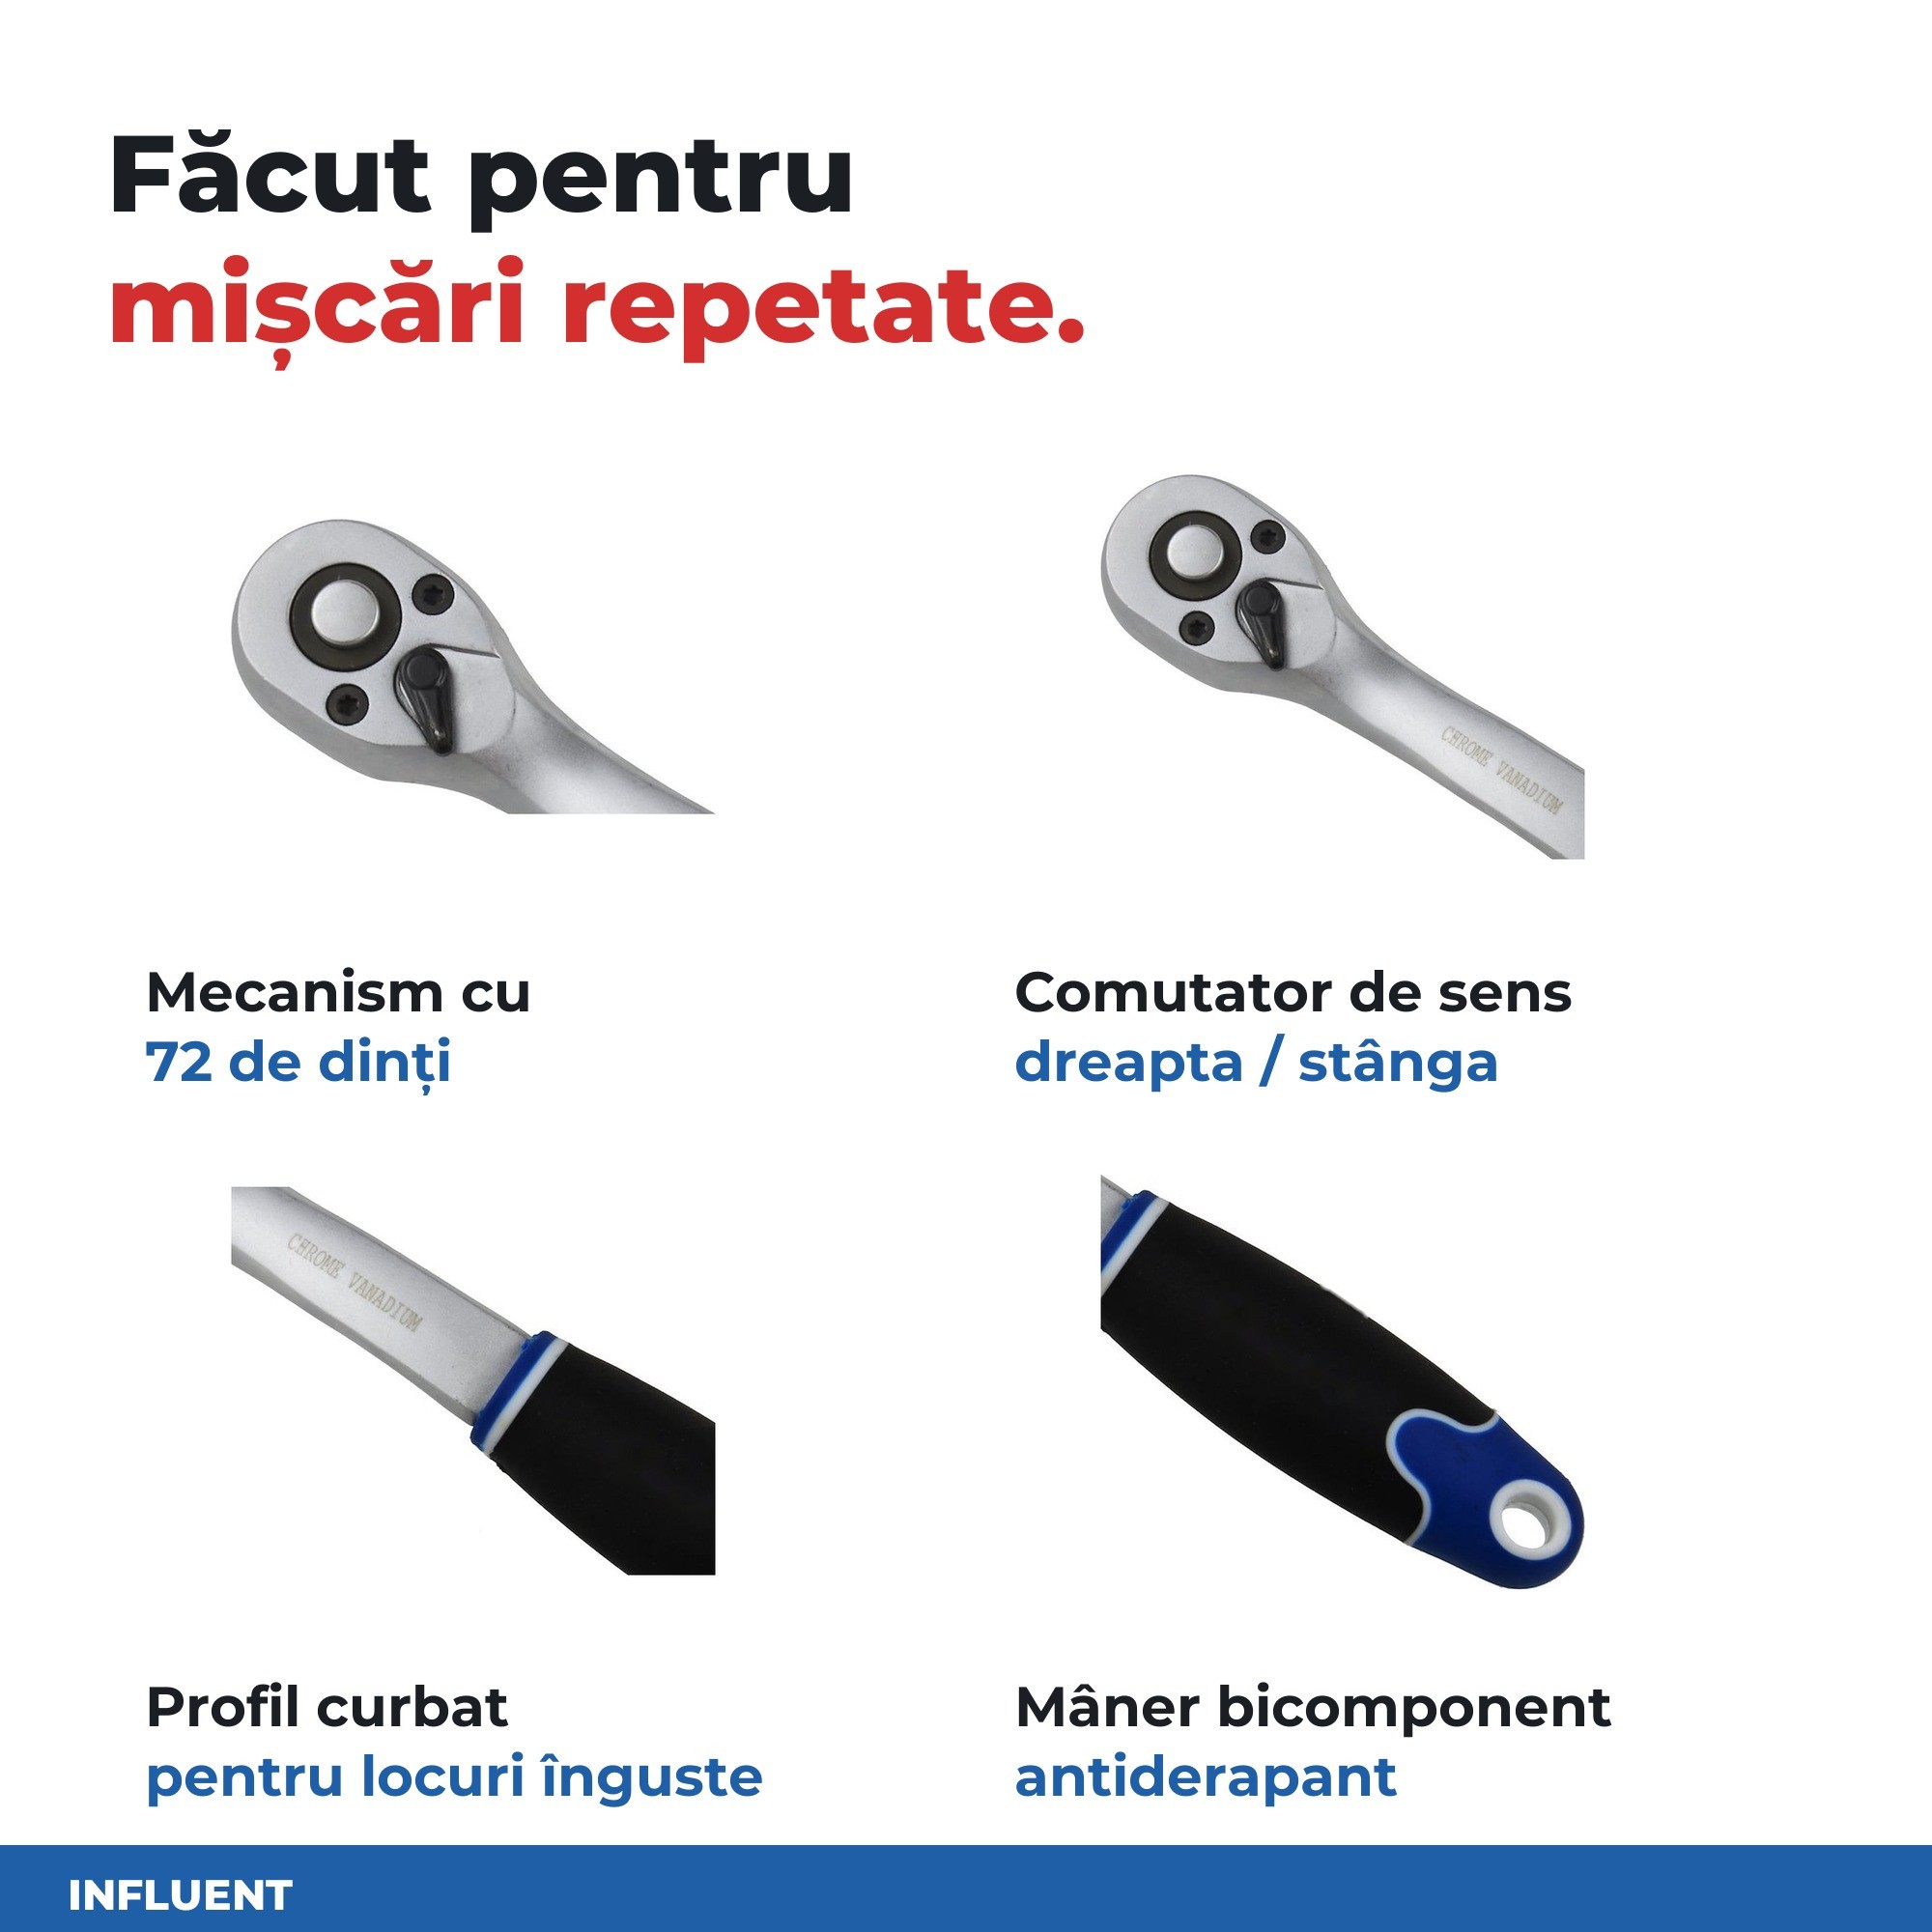 Făcut pentru
mișcări repetate.
CHROME VANADIUM
Mecanism cu
72 de dinți
Comutator de sens
dreapta / stânga
CHROME VANADIUM
Profil curbat
pentru locuri înguste
Mâner bicomponent
antiderapant
INFLUENT